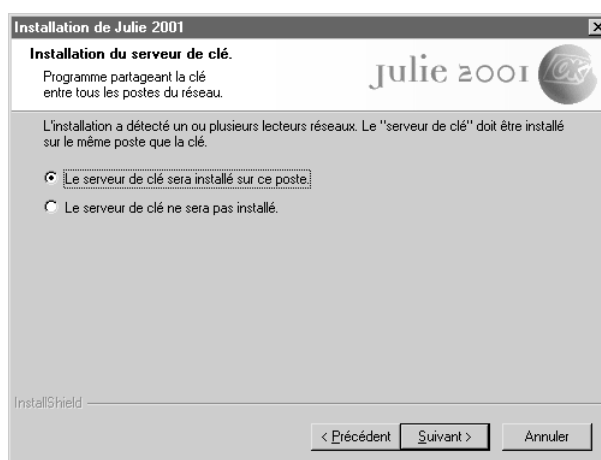 Installation de Julie 2001
Installation du serveur de clé.
Programme partageant la clé
entre tous les postes du réseau.
julie 2001
OK
L'installation a détecté un ou plusieurs lecteurs réseaux. Le "serveur de clé" doit être installé
sur le même poste que la clé.
Le serveur de clé sera installé sur ce poste.
Le serveur de clé ne sera pas installé.
InstallShield
< Précédent Suivant > Annuler